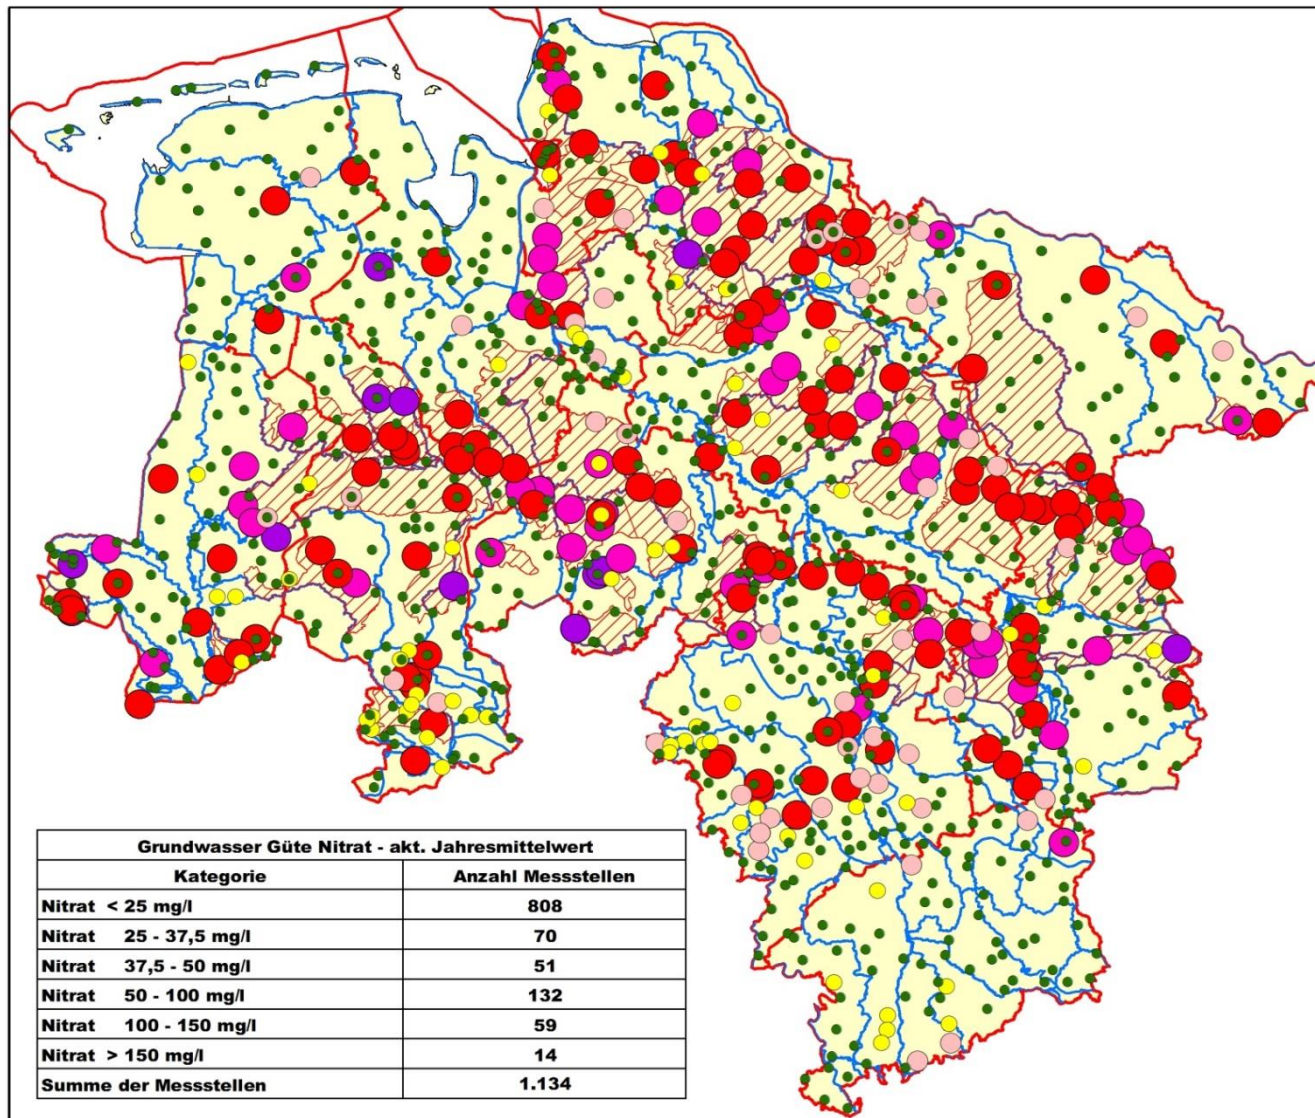 Grundwasser Güte Nitrat - akt. Jahresmittelwert
Kategorie Anzahl Messstellen
Nitrat < 25 mg/l 808
Nitrat 25 - 37,5 mg/l 70
Nitrat 37,5 - 50 mg/l 51
Nitrat 50 - 100 mg/l 132
Nitrat 100 - 150 mg/l 59
Nitrat > 150 mg/l 14
Summe der Messstellen 1.134